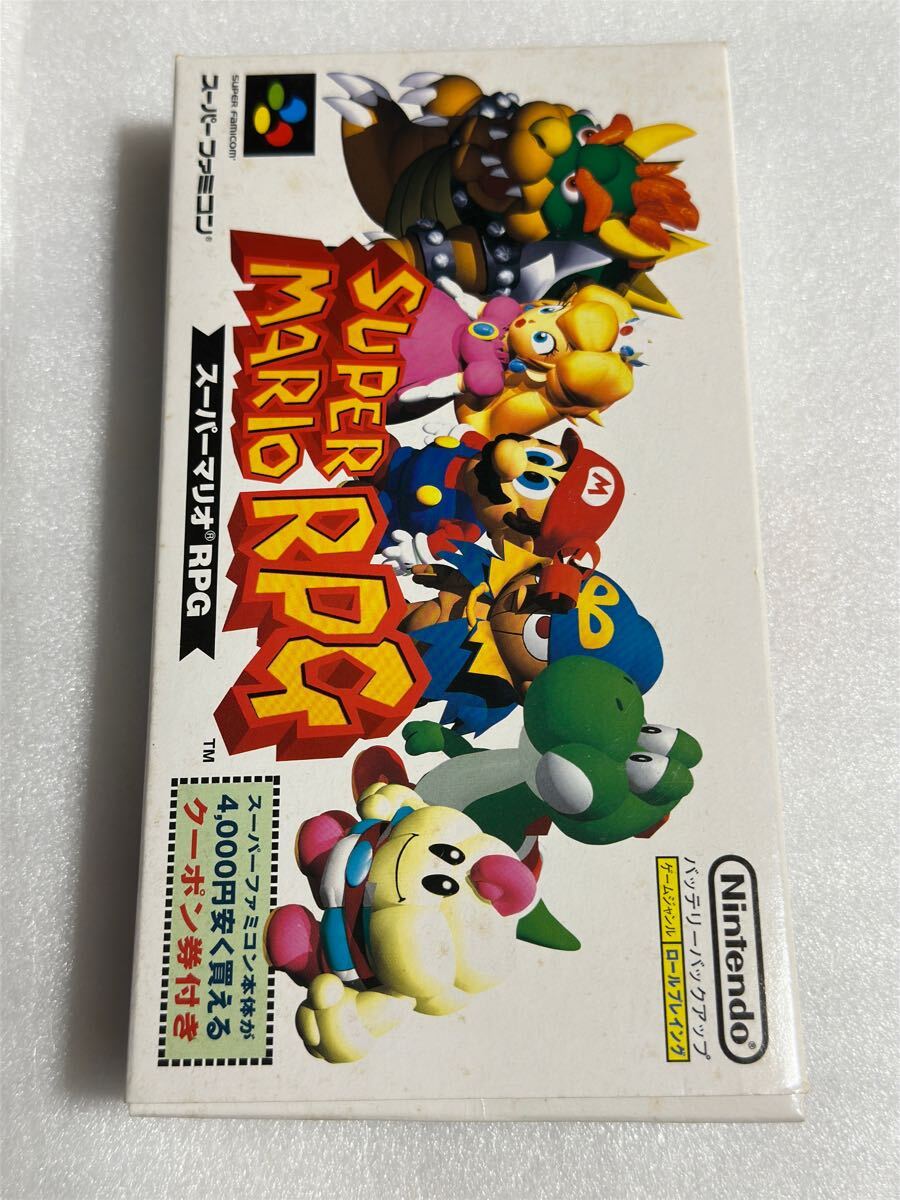 SUPER FAMICOM
スーパーファミコン®
SUPER
MARIO RPG
TM
スーパーマリオ® RPG
M
Nintendo®
バッテリーバックアップ
ゲームジャンル ロールプレイング
スーパーファミコン本体が
4,000円安く買える
クーポン券付き